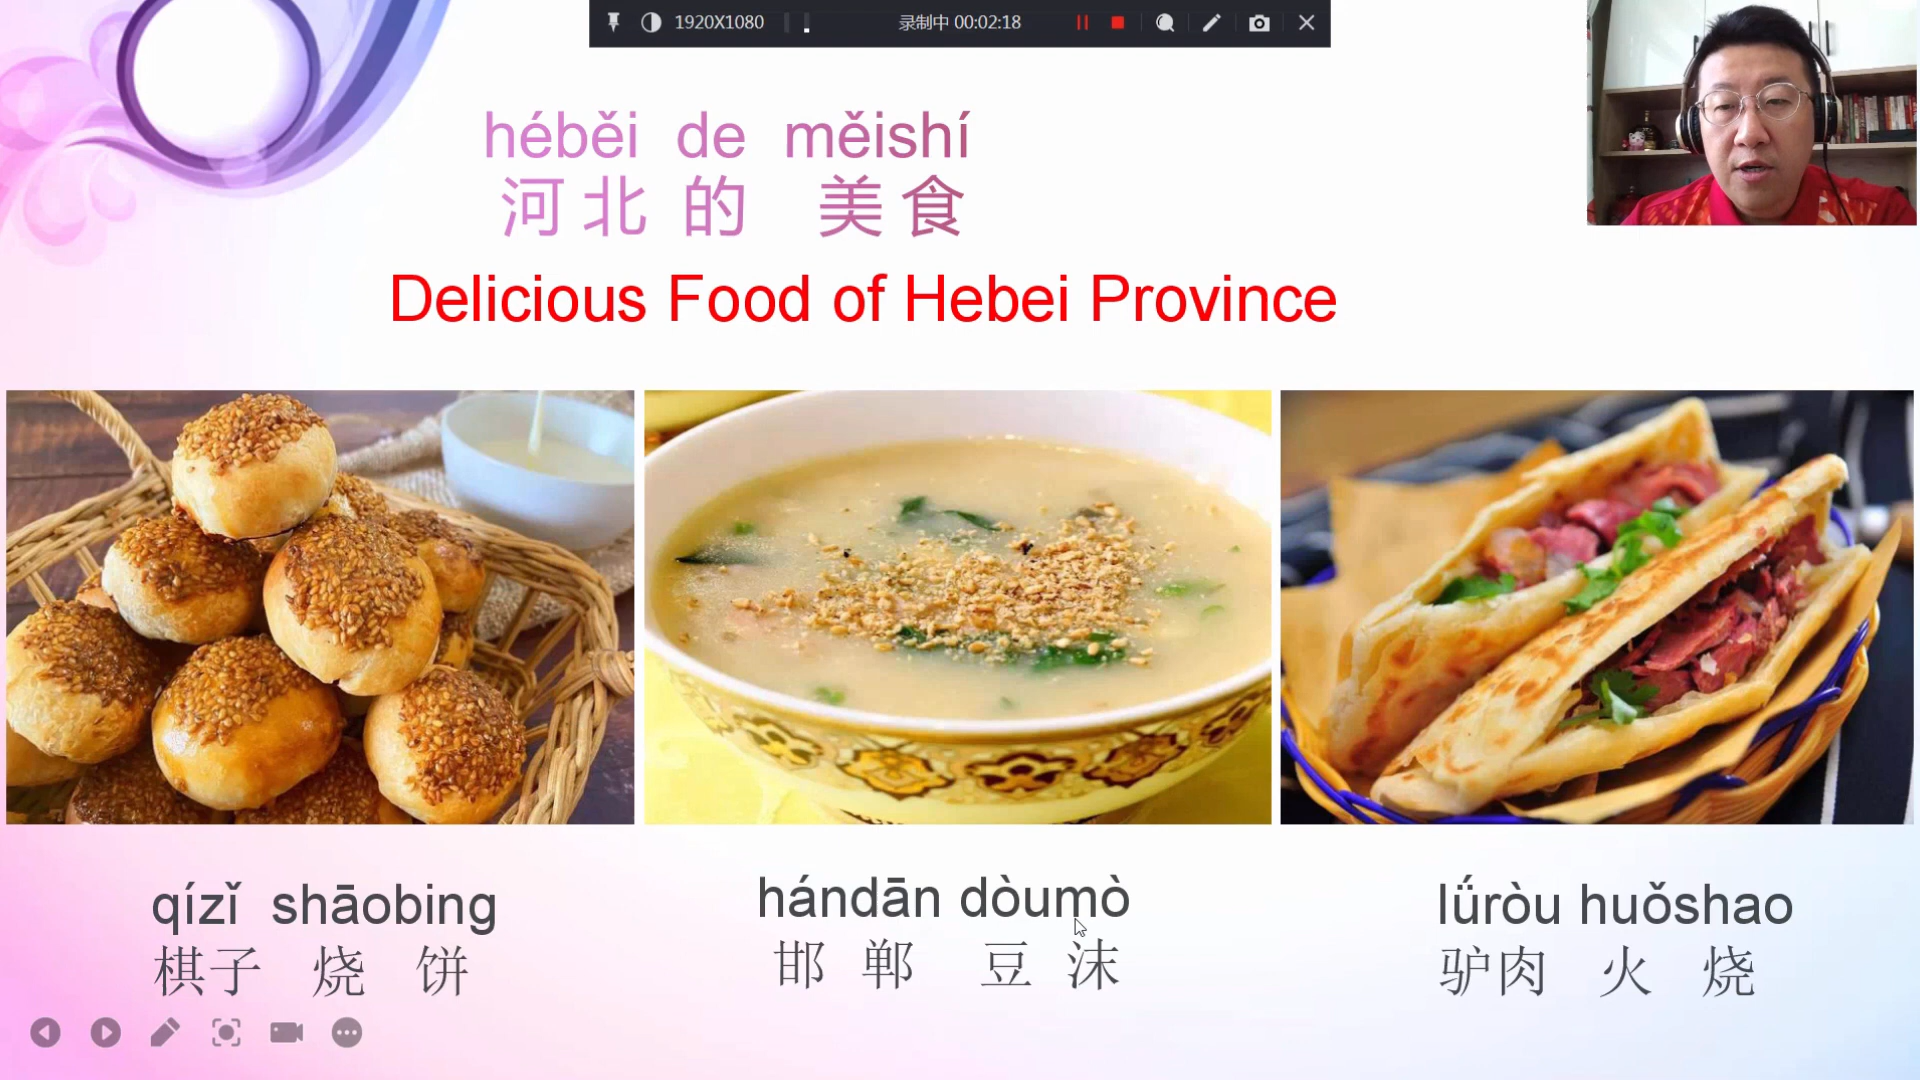 1920X1080 录制中 00:02:18
héběi de měishí
河北 的 美食
Delicious Food of Hebei Province
qízǐ shāobing
棋子 烧 饼
hándān dòumò
邯 郸 豆 沫
lǘròu huǒshao
驴肉 火 烧